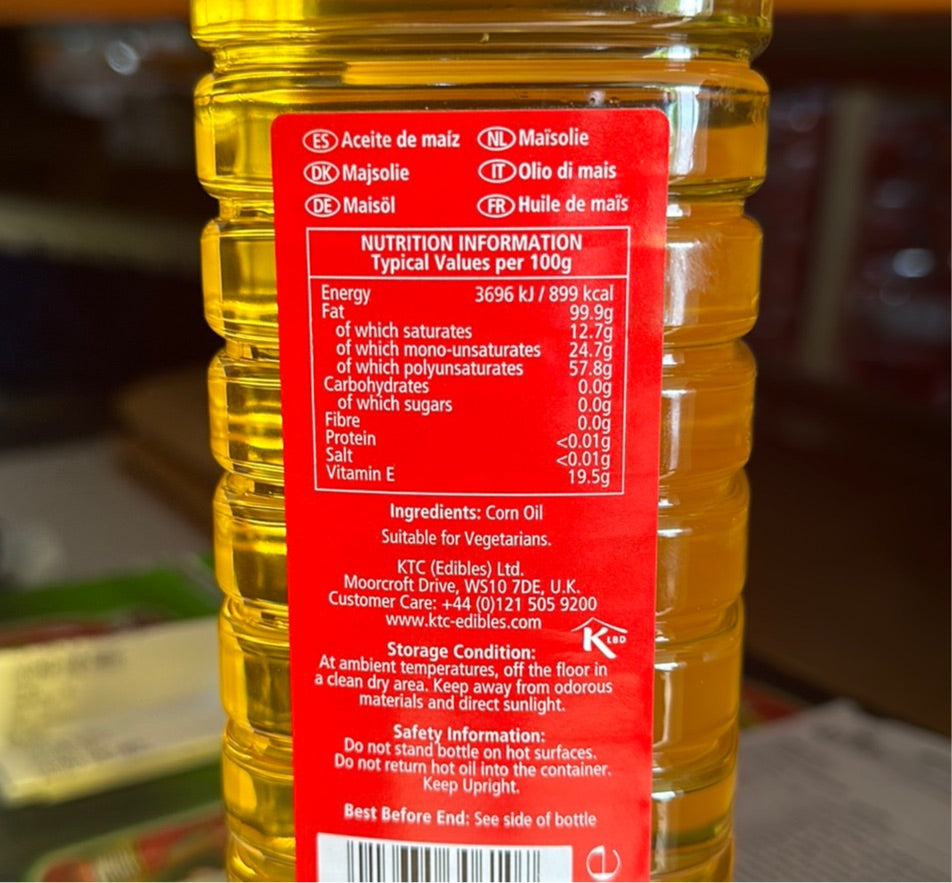 ES Aceite de maíz NL Maïsolie
DK Majsolie IT Olio di mais
DE Maisöl FR Huile de maïs
NUTRITION INFORMATION
Typical Values per 100g
Energy 3696 kJ / 899 kcal
Fat 99.9g
of which saturates 12.7g
of which mono-unsaturates 24.7g
of which polyunsaturates 57.8g
Carbohydrates 0.0g
of which sugars 0.0g
Fibre 0.0g
Protein <0.01g
Salt <0.01g
Vitamin E 19.5g
Ingredients: Corn Oil
Suitable for Vegetarians.
KTC (Edibles) Ltd.
Moorcroft Drive, WS10 7DE, U.K.
Customer Care: +44 (0)121 505 9200
www.ktc-edibles.com
K LBD
Storage Condition:
At ambient temperatures, off the floor in
a clean dry area. Keep away from odorous
materials and direct sunlight.
Safety Information:
Do not stand bottle on hot surfaces.
Do not return hot oil into the container.
Keep Upright.
Best Before End: See side of bottle
e